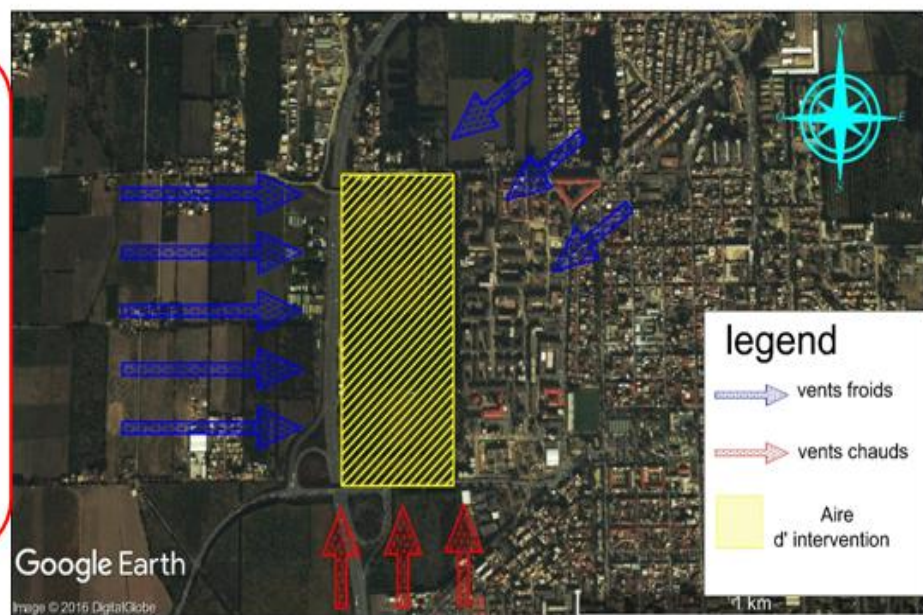 N
O
E
S
legend
vents froids
vents chauds
Aire
d' intervention
Google Earth
Image © 2016 DigitalGlobe
1 km